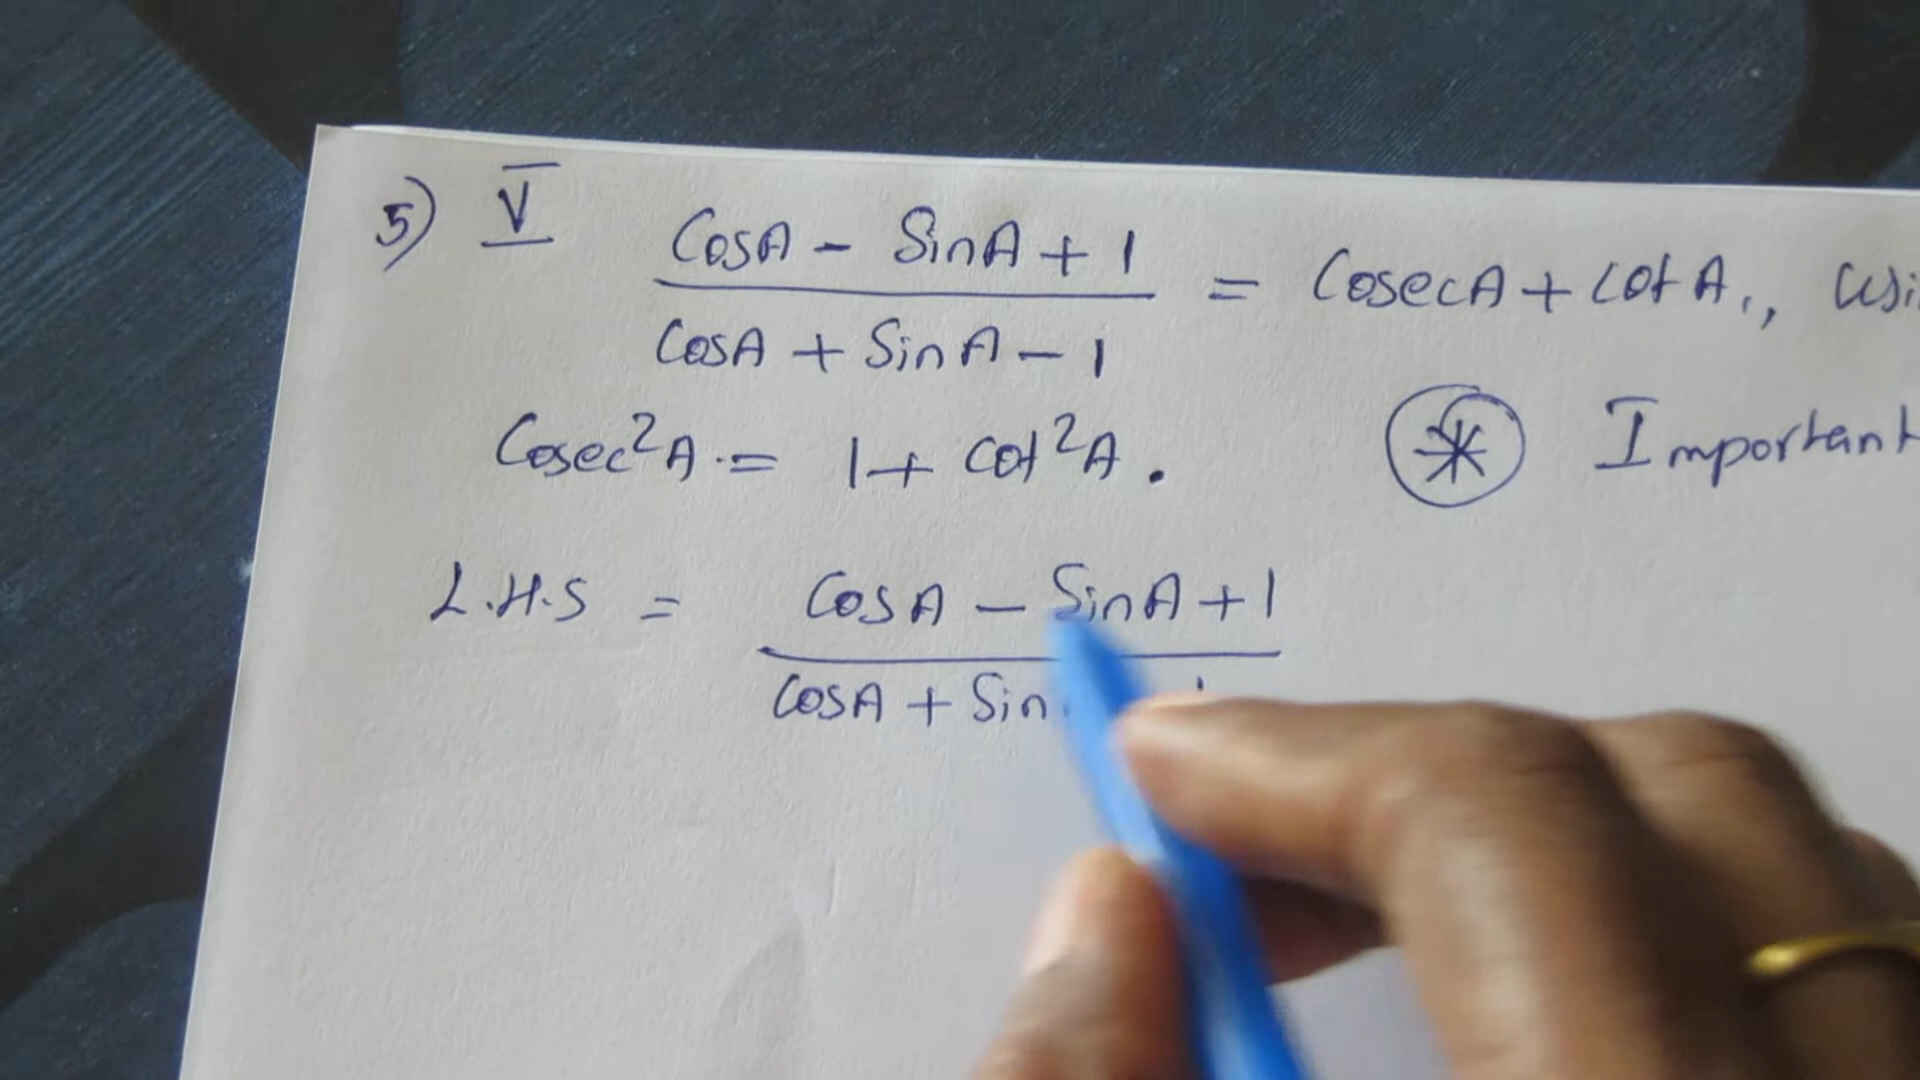 5) V CosA - SinA + 1 = CosecA + CotA.,
CosA + SinA - 1
Cosec²A = 1 + Cot²A. * Important
L.H.S = CosA - SinA + 1
CosA + Sin